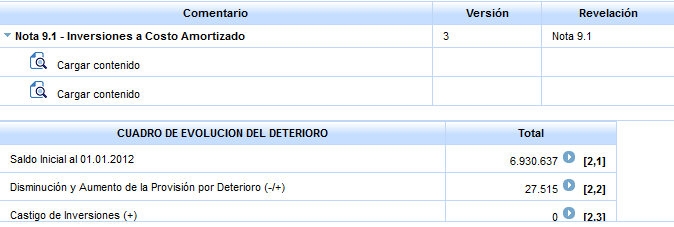 Comentario Versión Revelación
Nota 9.1 - Inversiones a Costo Amortizado 3 Nota 9.1
Cargar contenido
Cargar contenido
CUADRO DE EVOLUCION DEL DETERIORO Total
Saldo Inicial al 01.01.2012 6.930.637 [2,1]
Disminución y Aumento de la Provisión por Deterioro (-/+) 27.515 [2,2]
Castigo de Inversiones (+) 0 [2,3]